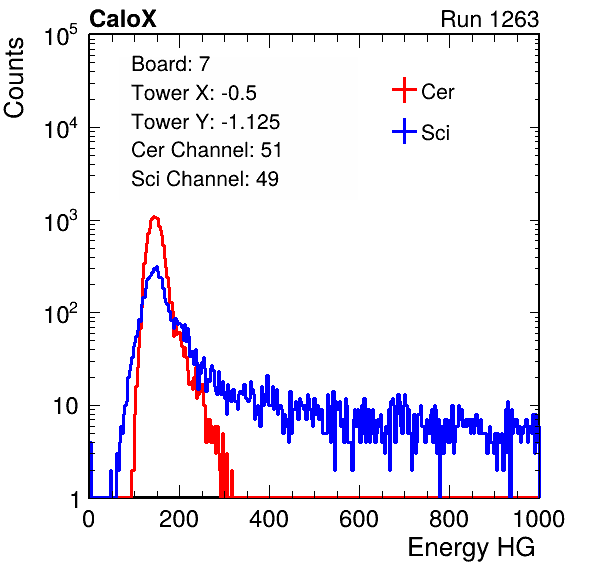 CaloX Run 1263
Counts
Board: 7
Tower X: -0.5
Tower Y: -1.125
Cer Channel: 51
Sci Channel: 49
Cer
Sci
10^5
10^4
10^3
10^2
10
1
0 200 400 600 800 1000
Energy HG